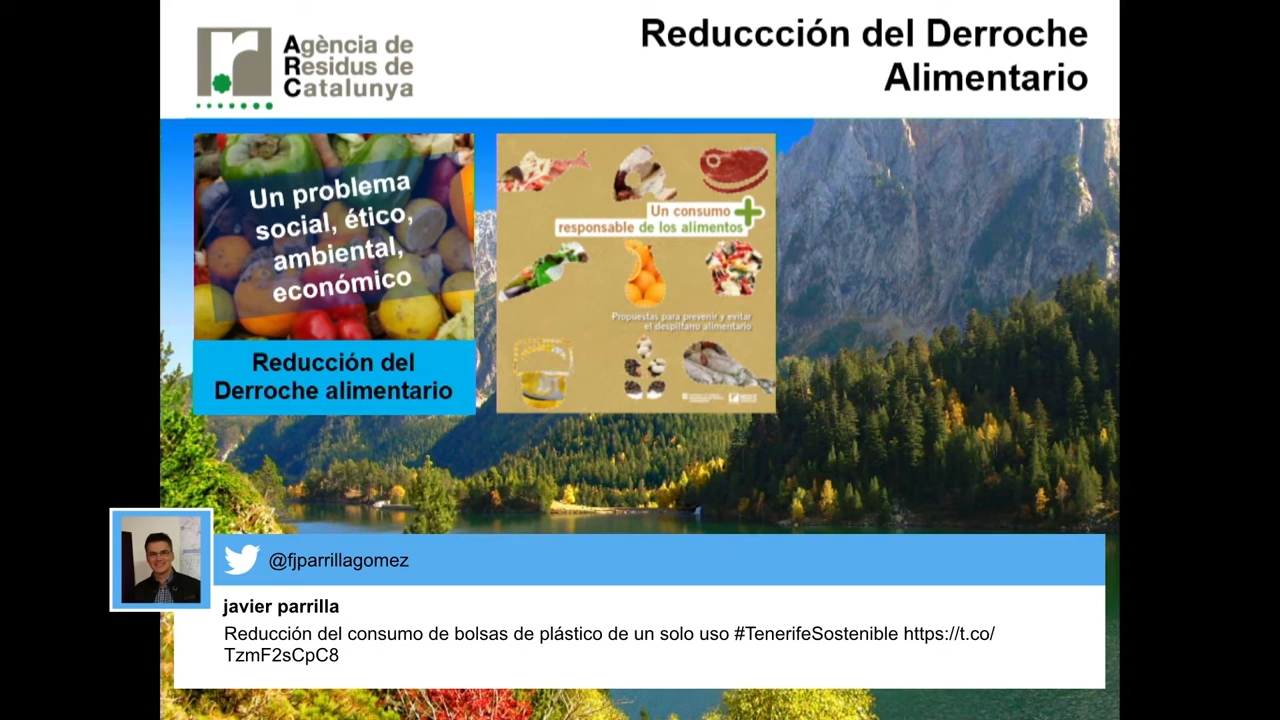 Agència de
Residus de
Catalunya
Reduccción del Derroche
Alimentario
Un problema
social, ético,
ambiental,
económico
Reducción del
Derroche alimentario
Un consumo
responsable de los alimentos
Propuestas para prevenir y evitar
el despilfarro alimentario
@fjparrillagomez
javier parrilla
Reducción del consumo de bolsas de plástico de un solo uso #TenerifeSostenible https://t.co/
TzmF2sCpC8